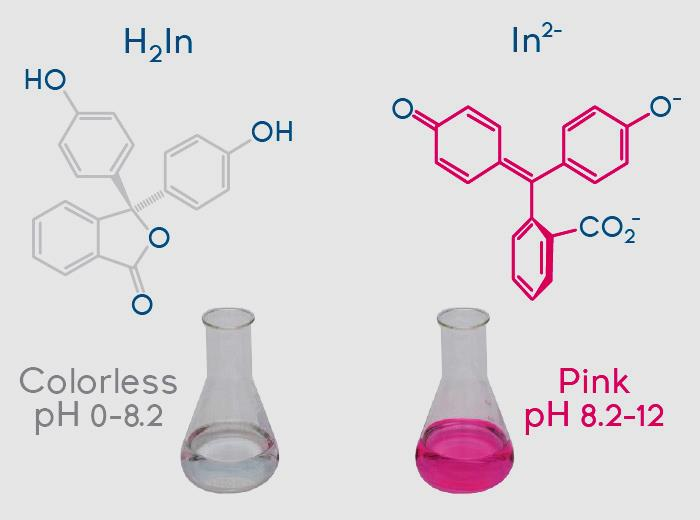 H₂In
HO
OH
O
O
Colorless
pH 0-8.2
In²⁻
O
O⁻
CO₂⁻
Pink
pH 8.2-12